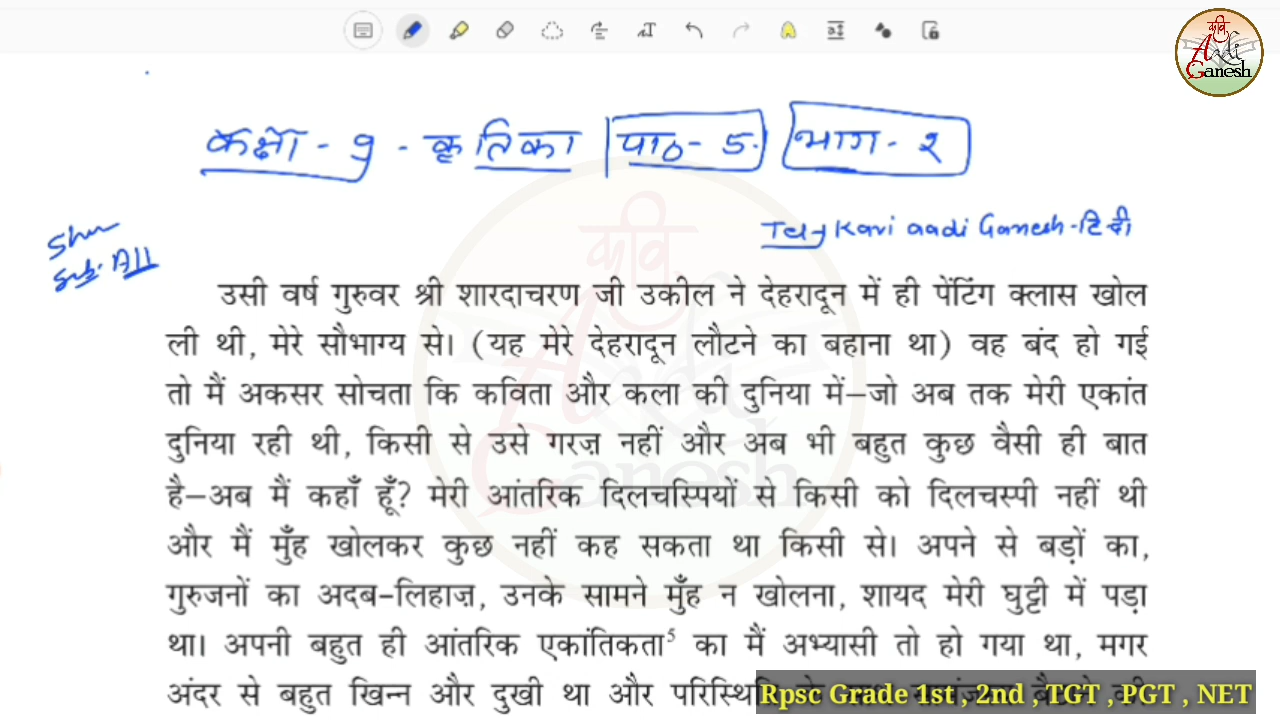 कवि
Aadi
Ganesh
कक्षा - 9 - कृतिका पाठ - 5. भाग - २
Tel-y Kavi aadi Ganesh - हिंदी
Sub. All
उसी वर्ष गुरुवर श्री शारदाचरण जी उकील ने देहरादून में ही पेंटिंग क्लास खोल
ली थी, मेरे सौभाग्य से। (यह मेरे देहरादून लौटने का बहाना था) वह बंद हो गई
तो मैं अकसर सोचता कि कविता और कला की दुनिया में–जो अब तक मेरी एकांत
दुनिया रही थी, किसी से उसे गरज़ नहीं और अब भी बहुत कुछ वैसी ही बात
है–अब मैं कहाँ हूँ? मेरी आंतरिक दिलचस्पियों से किसी को दिलचस्पी नहीं थी
और मैं मुँह खोलकर कुछ नहीं कह सकता था किसी से। अपने से बड़ों का,
गुरुजनों का अदब-लिहाज़, उनके सामने मुँह न खोलना, शायद मेरी घुट्टी में पड़ा
था। अपनी बहुत ही आंतरिक एकांतिकता⁵ का मैं अभ्यासी तो हो गया था, मगर
अंदर से बहुत खिन्न और दुखी था और
Rpsc Grade 1st , 2nd ,TGT , PGT , NET